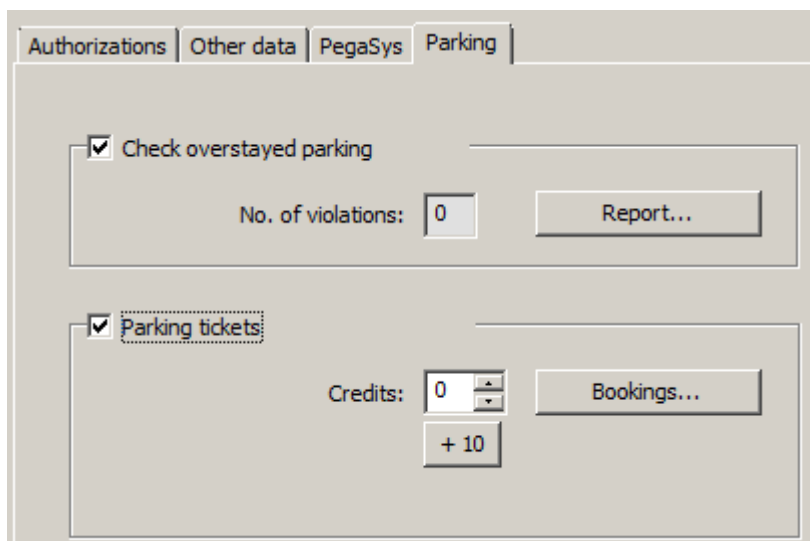 Authorizations Other data PegaSys Parking
Check overstayed parking
No. of violations: 0 Report...
Parking tickets
Credits: 0 Bookings...
+ 10